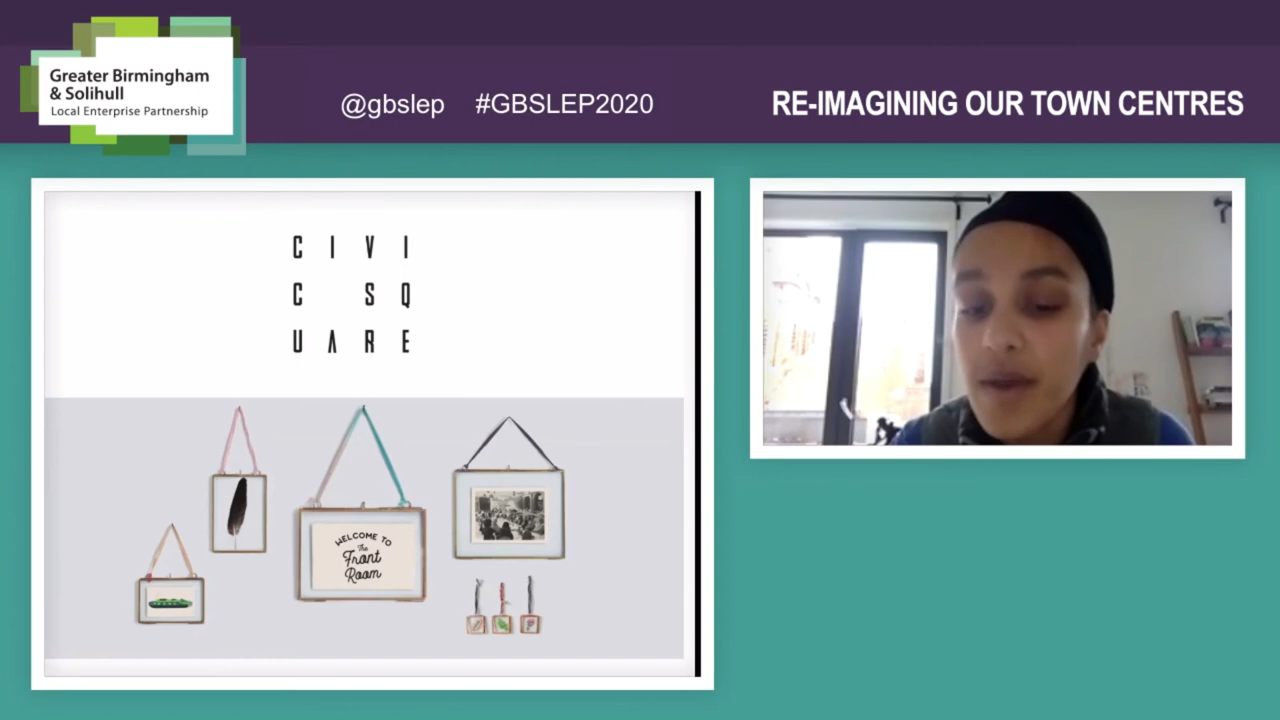 Greater Birmingham
& Solihull
Local Enterprise Partnership
@gbslep #GBSLEP2020
RE-IMAGINING OUR TOWN CENTRES
C I V I
C S Q
U A R E
WELCOME TO
The
Front
Room